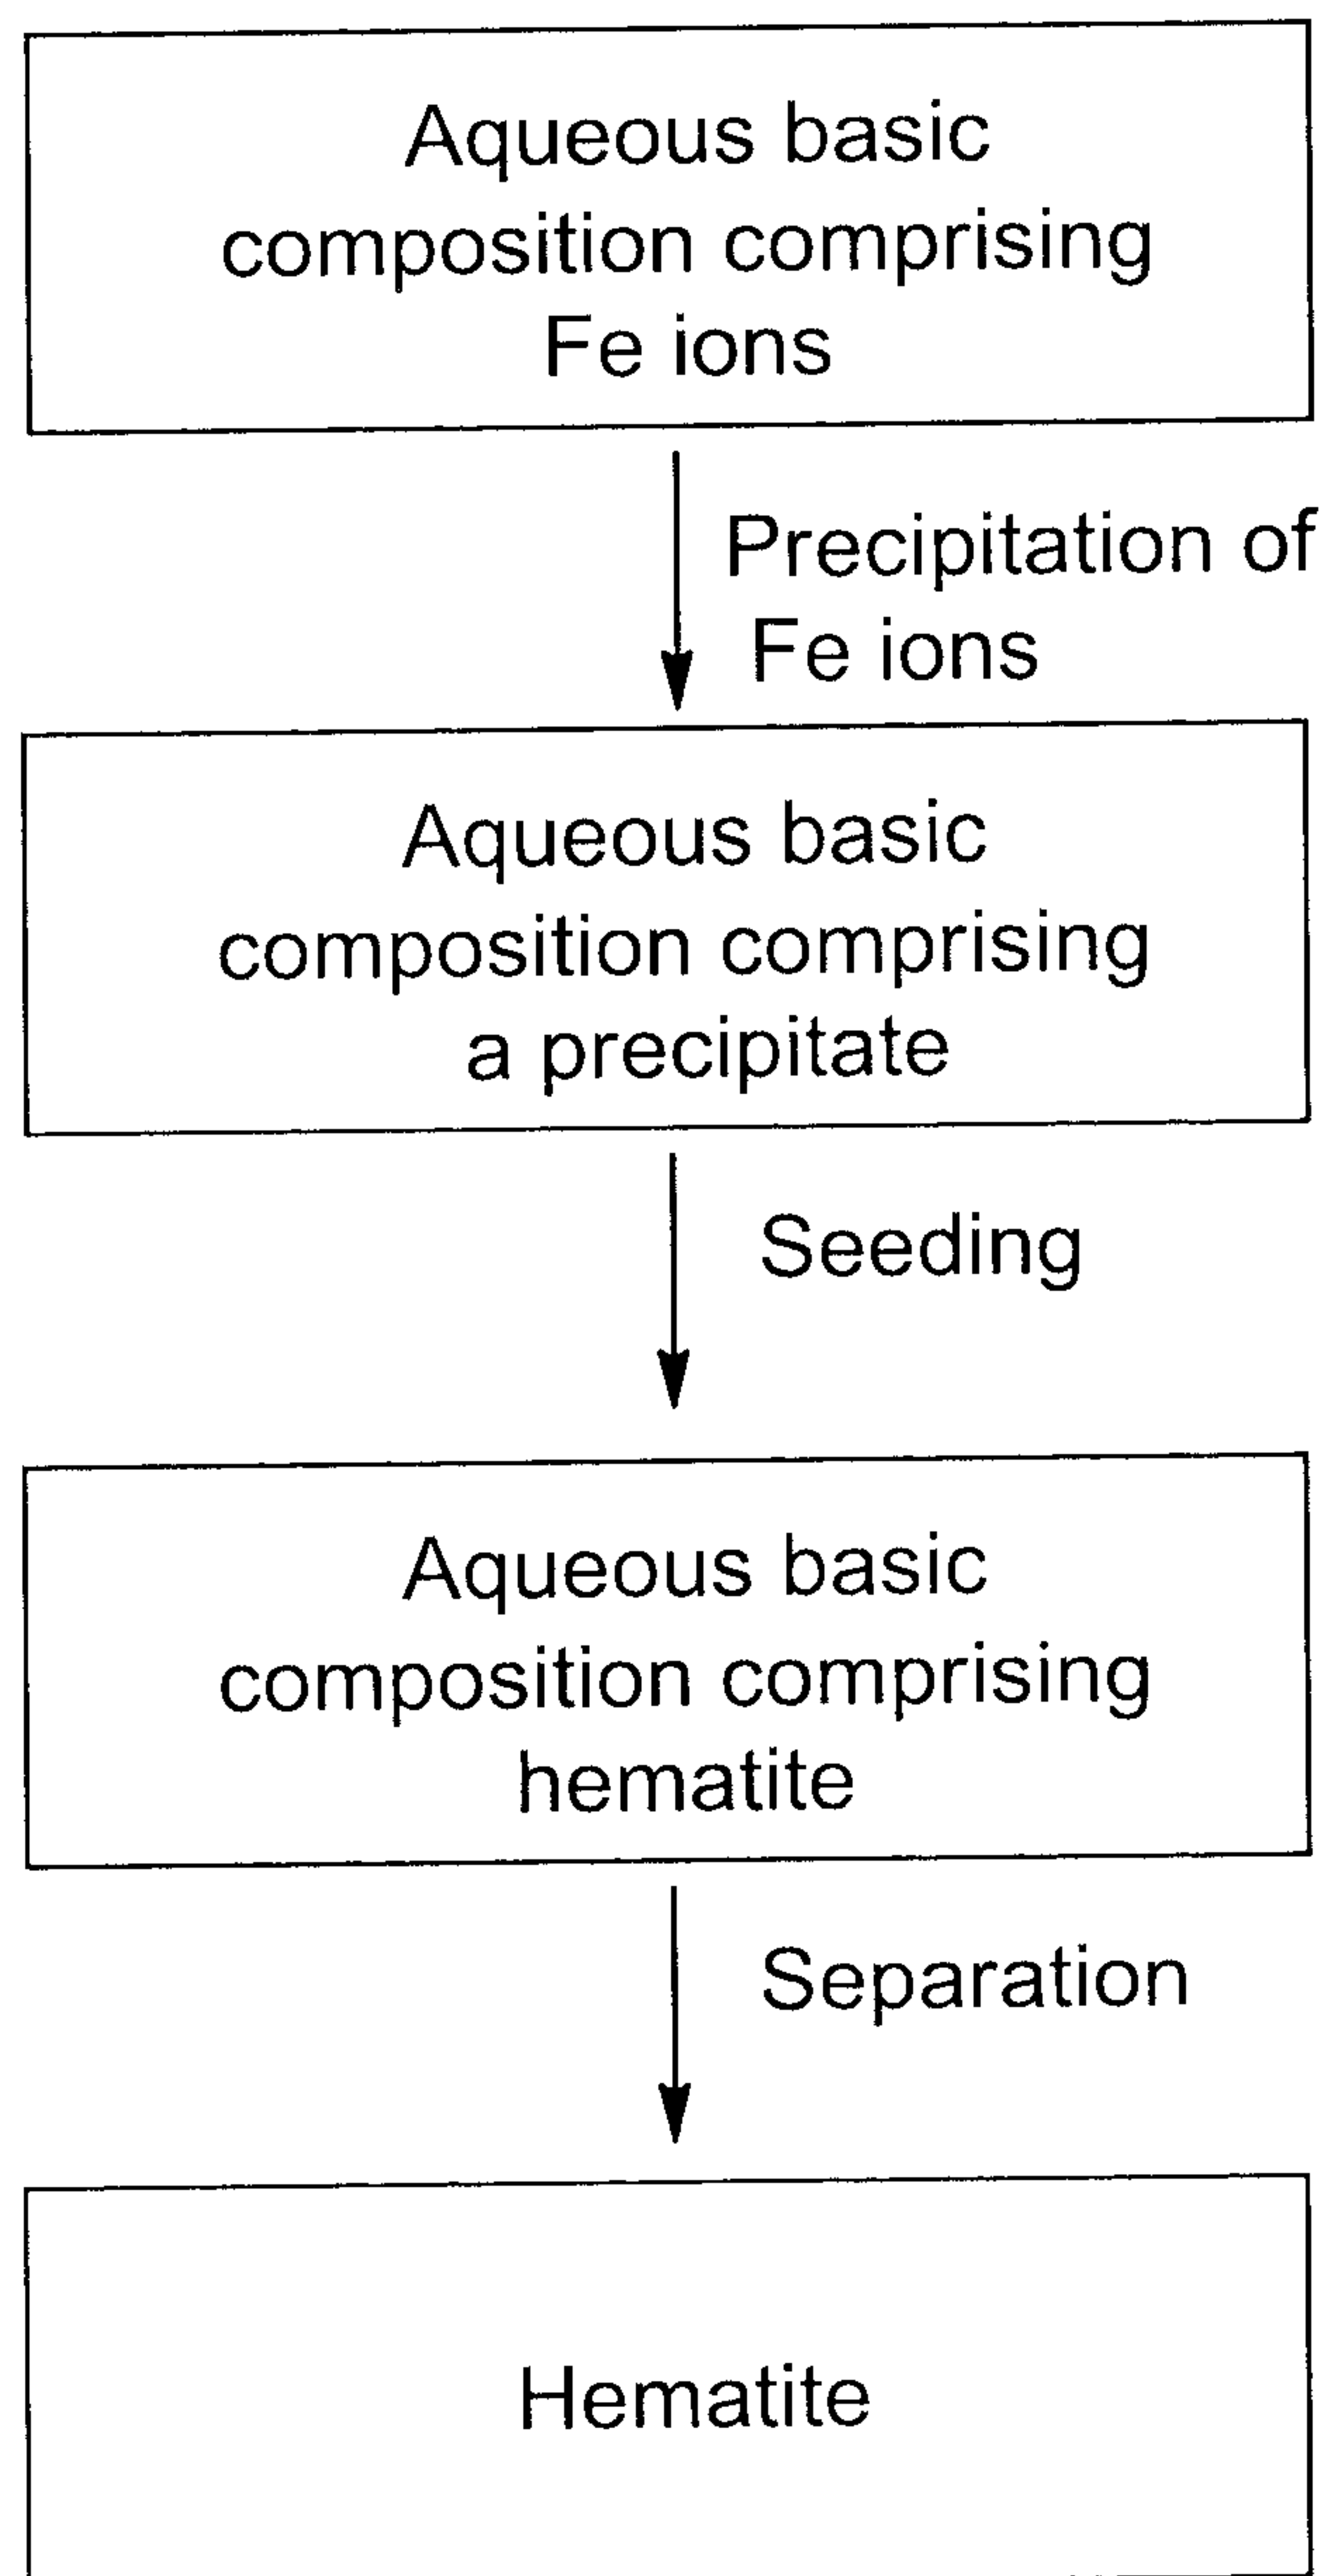 Aqueous basic
composition comprising
Fe ions
Precipitation of
Fe ions
Aqueous basic
composition comprising
a precipitate
Seeding
Aqueous basic
composition comprising
hematite
Separation
Hematite